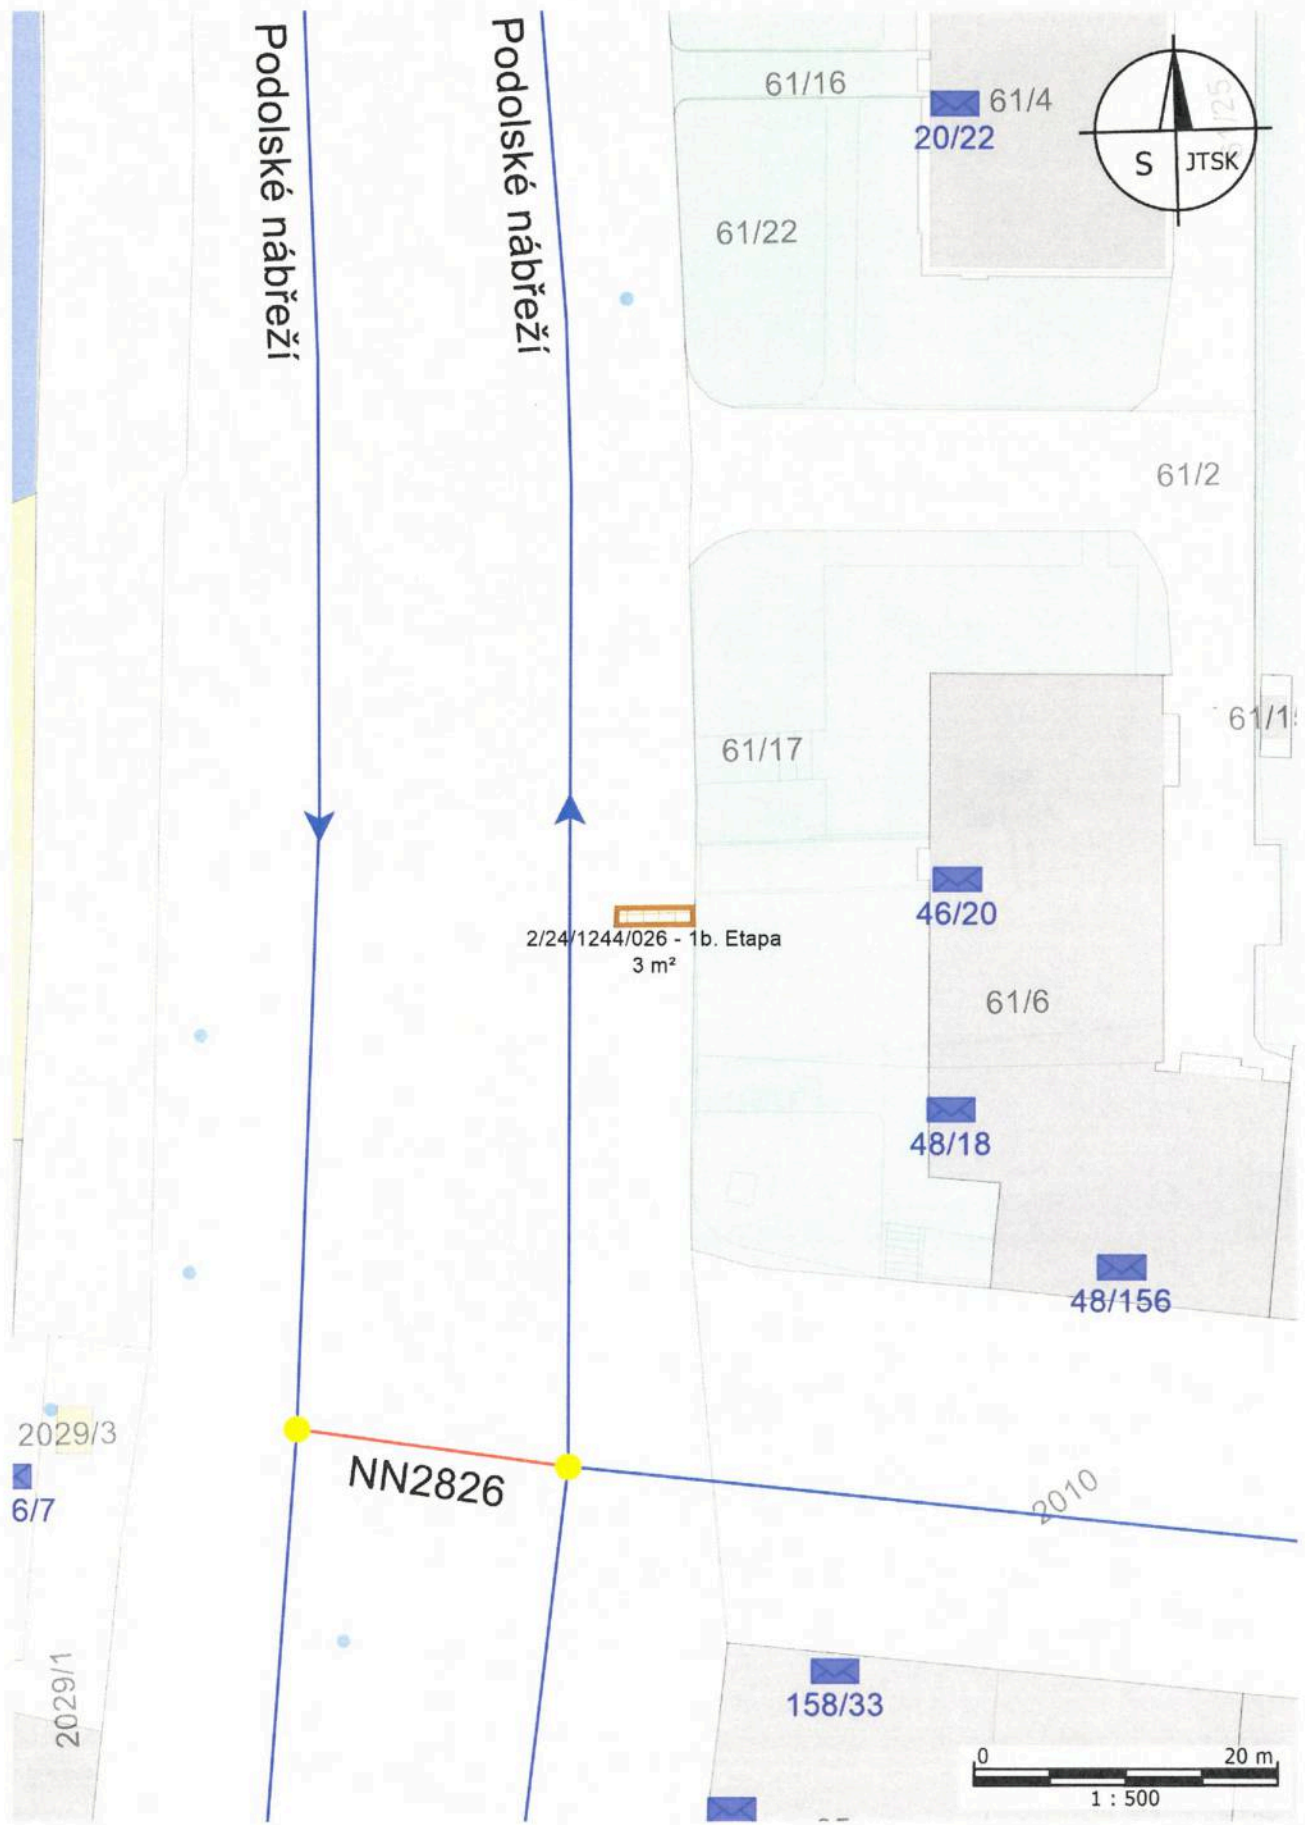 Podolské nábřeží
Podolské nábřeží
61/16
61/4
20/22
S JTSK
61/22
61/2
61/17
46/20
2/24/1244/026 - 1b. Etapa
3 m²
61/6
48/18
48/156
2029/3
6/7
NN2826
2010
2029/1
158/33
0 20 m
1 : 500